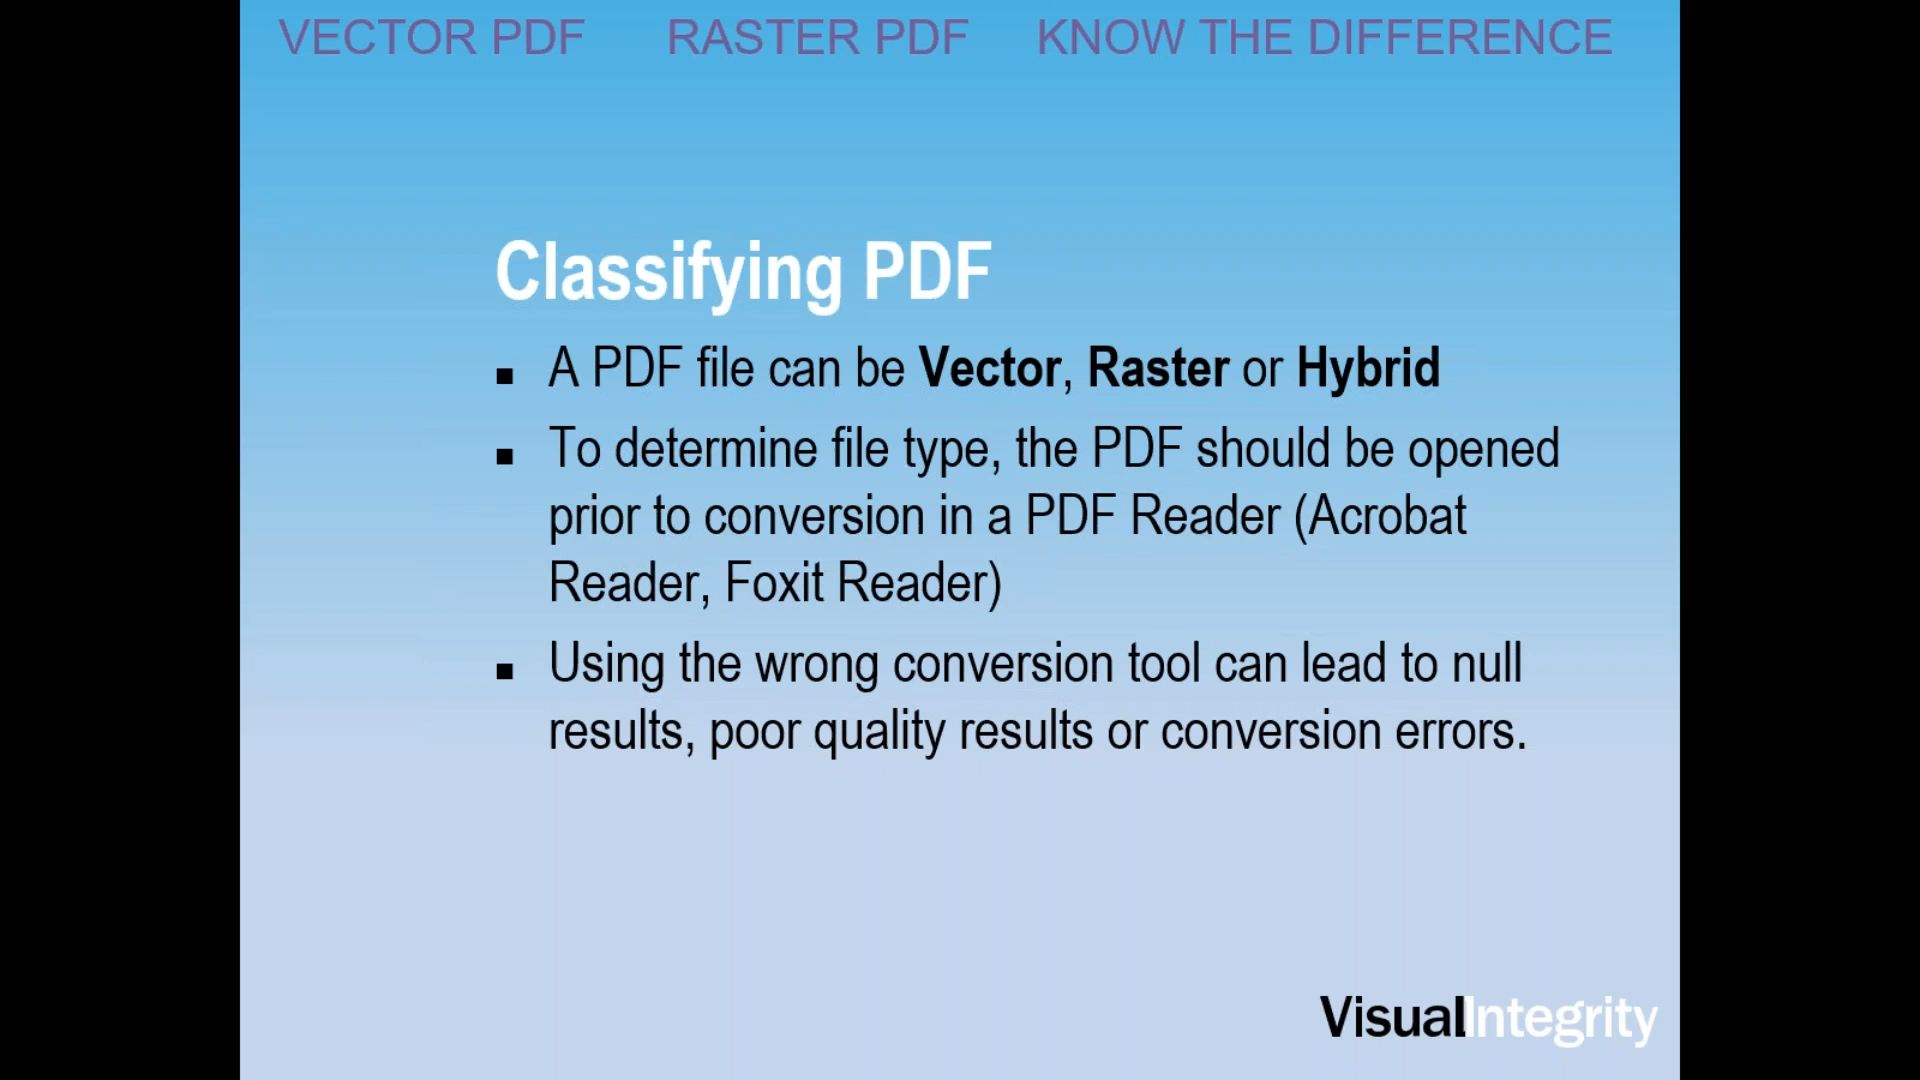 VECTOR PDF RASTER PDF KNOW THE DIFFERENCE
Classifying PDF
▪ A PDF file can be Vector, Raster or Hybrid
▪ To determine file type, the PDF should be opened
prior to conversion in a PDF Reader (Acrobat
Reader, Foxit Reader)
▪ Using the wrong conversion tool can lead to null
results, poor quality results or conversion errors.
VisualIntegrity